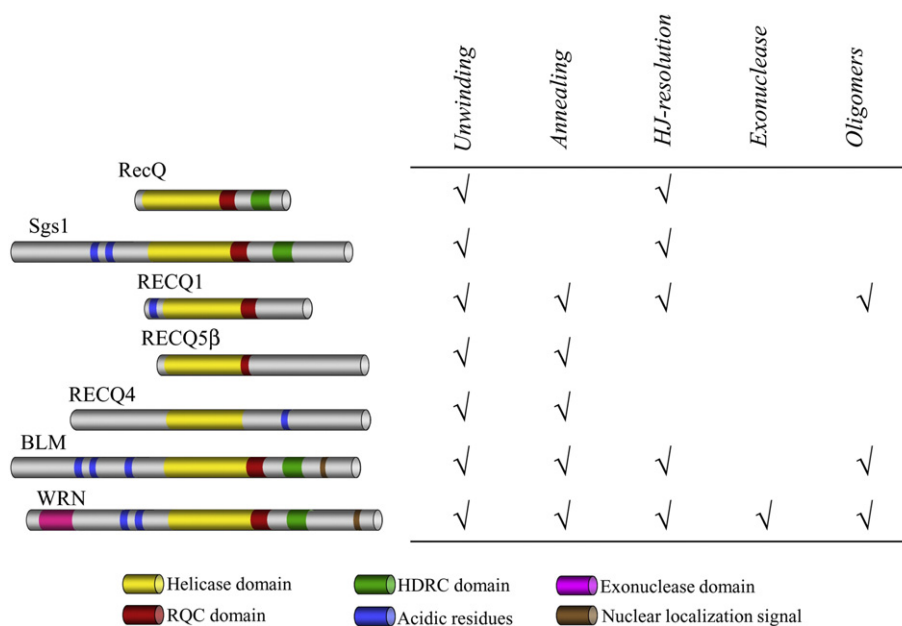 Unwinding
Annealing
HJ-resolution
Exonuclease
Oligomers
RecQ
√ √
Sgs1
√ √
RECQ1
√ √ √ √
RECQ5β
√ √
RECQ4
√ √
BLM
√ √ √ √
WRN
√ √ √ √ √
Helicase domain
HDRC domain
Exonuclease domain
RQC domain
Acidic residues
Nuclear localization signal